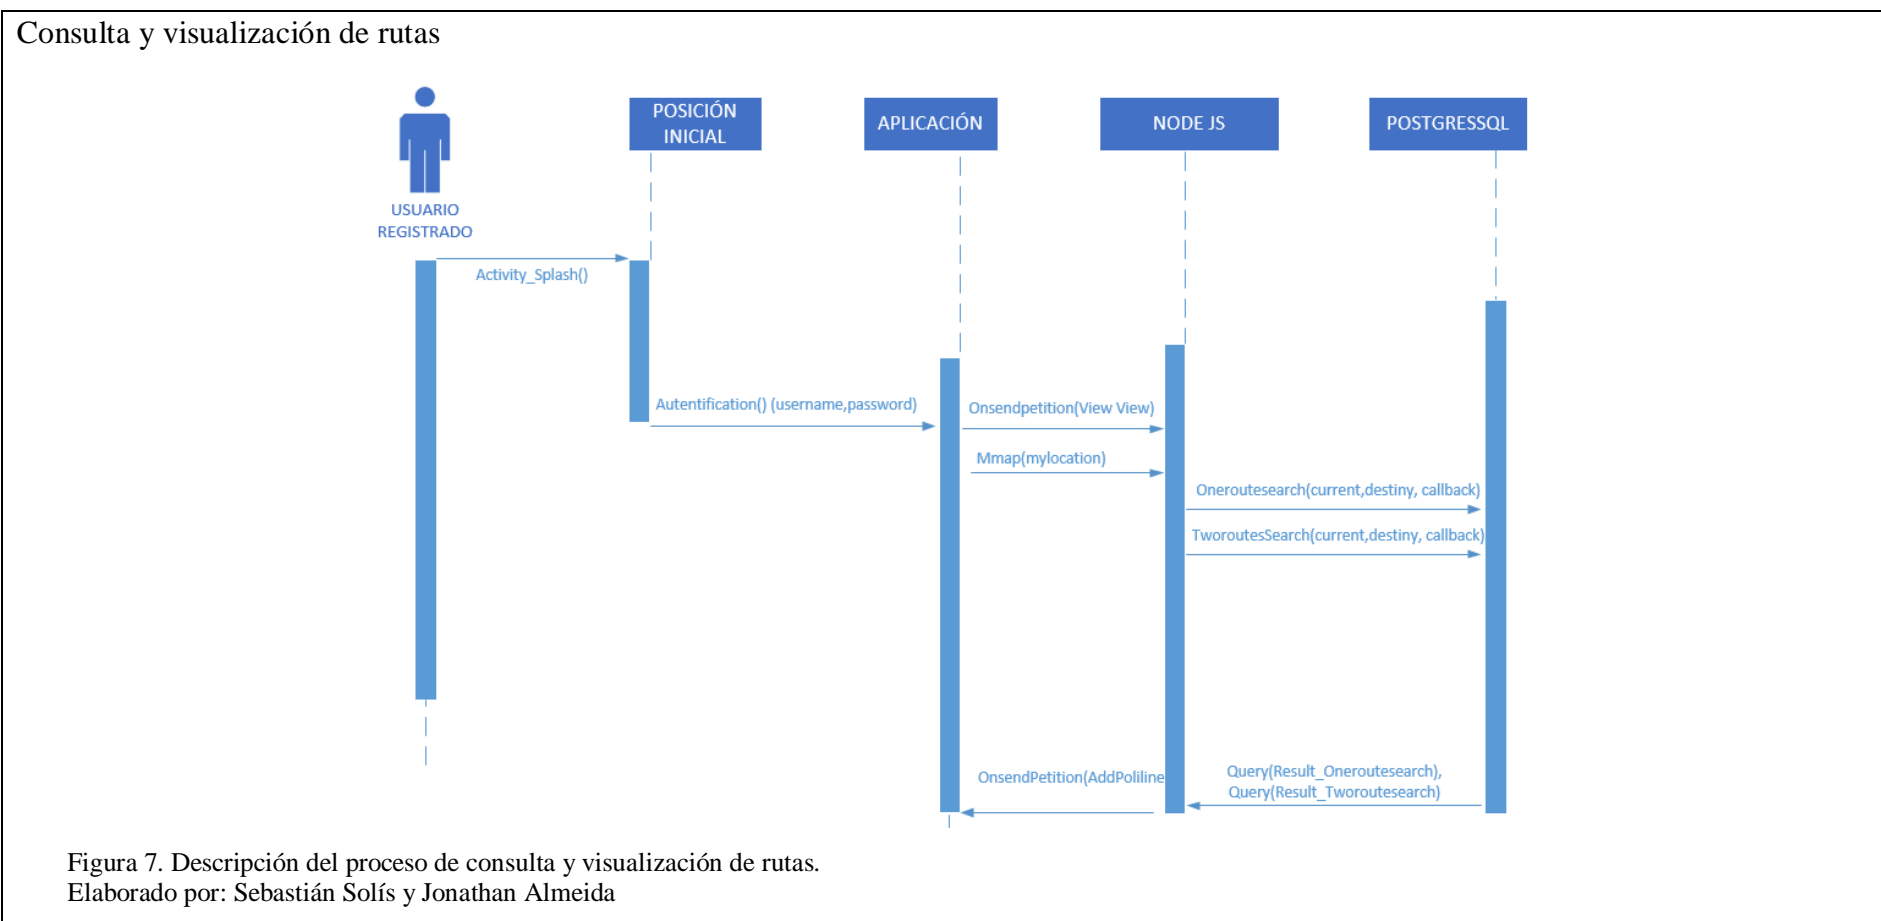 Consulta y visualización de rutas
POSICIÓN
INICIAL
APLICACIÓN
NODE JS
POSTGRESSQL
USUARIO
REGISTRADO
Activity_Splash()
Autentification() (username,password)
Onsendpetition(View View)
Mmap(mylocation)
Oneroutesearch(current,destiny, callback)
TworoutesSearch(current,destiny, callback)
OnsendPetition(AddPoliline
Query(Result_Oneroutesearch),
Query(Result_Tworoutesearch)
Figura 7. Descripción del proceso de consulta y visualización de rutas.
Elaborado por: Sebastián Solís y Jonathan Almeida